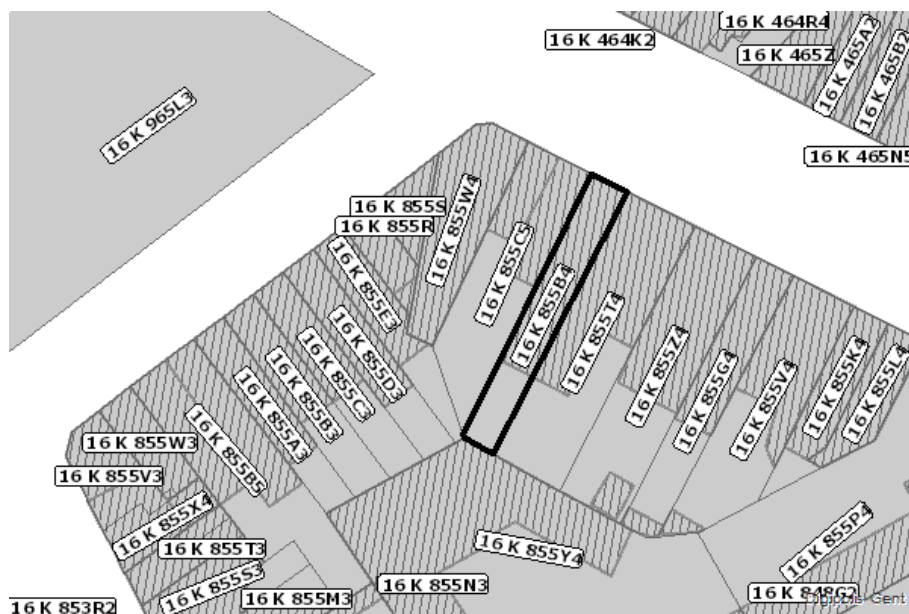 16 K 464R4
16 K 464K2
16 K 465Z
16 K 465A2
16 K 465B2
16 K 965L3
16 K 465N5
16 K 855S
16 K 855R
16 K 855W4
16 K 855C5
16 K 855E3
16 K 855B4
16 K 855T4
16 K 855D3
16 K 855C3
16 K 855B3
16 K 855A3
16 K 855Z4
16 K 855G4
16 K 855V4
16 K 855K4
16 K 855L4
16 K 855W3
16 K 855B5
16 K 855V3
16 K 855X4
16 K 855T3
16 K 855Y4
16 K 855P4
16 K 855S3
16 K 855N3
16 K 855M3
16 K 848G2
16 K 853R2
Digipolis Gent